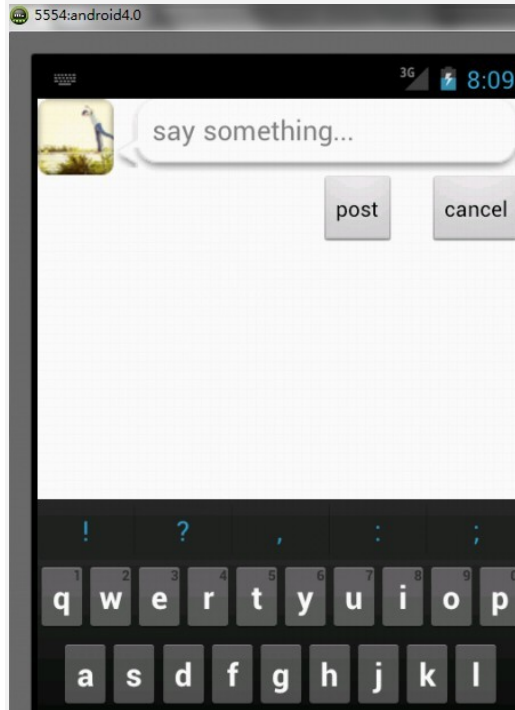 5554:android4.0
3G 8:09
say something...
post cancel
! ? , : ;
1 2 3 4 5 6 7 8 9 0
q w e r t y u i o p
a s d f g h j k l